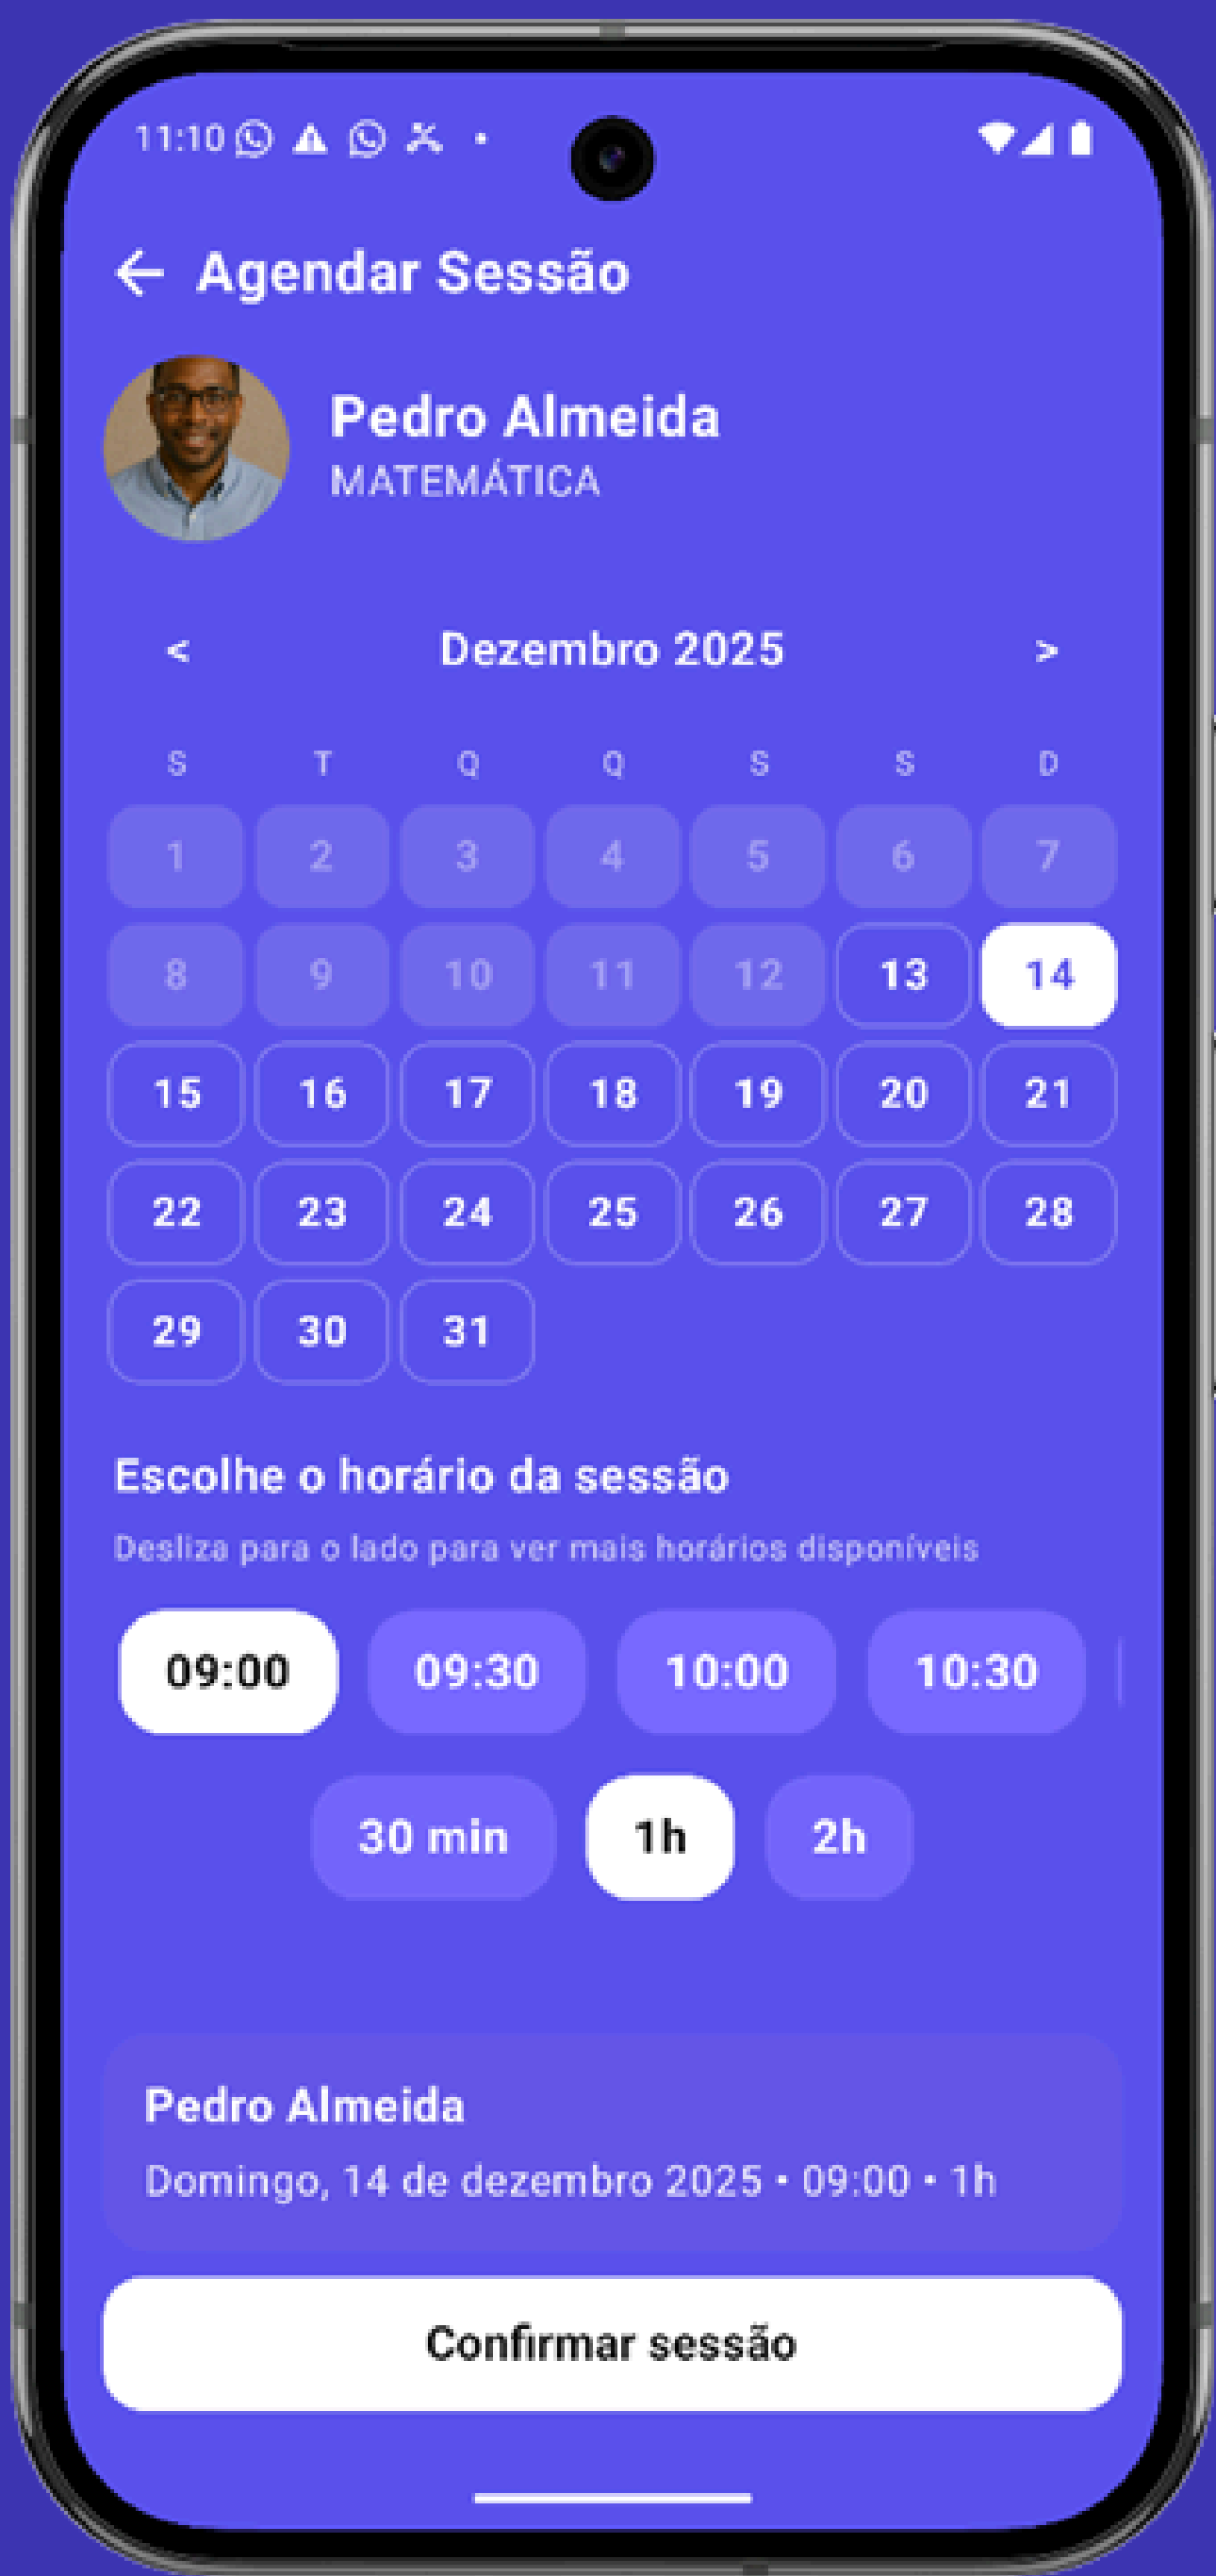 11:10
← Agendar Sessão
Pedro Almeida
MATEMÁTICA
< Dezembro 2025 >
S T Q Q S S D
1 2 3 4 5 6 7
8 9 10 11 12 13 14
15 16 17 18 19 20 21
22 23 24 25 26 27 28
29 30 31
Escolhe o horário da sessão
Desliza para o lado para ver mais horários disponíveis
09:00 09:30 10:00 10:30
30 min 1h 2h
Pedro Almeida
Domingo, 14 de dezembro 2025 • 09:00 • 1h
Confirmar sessão